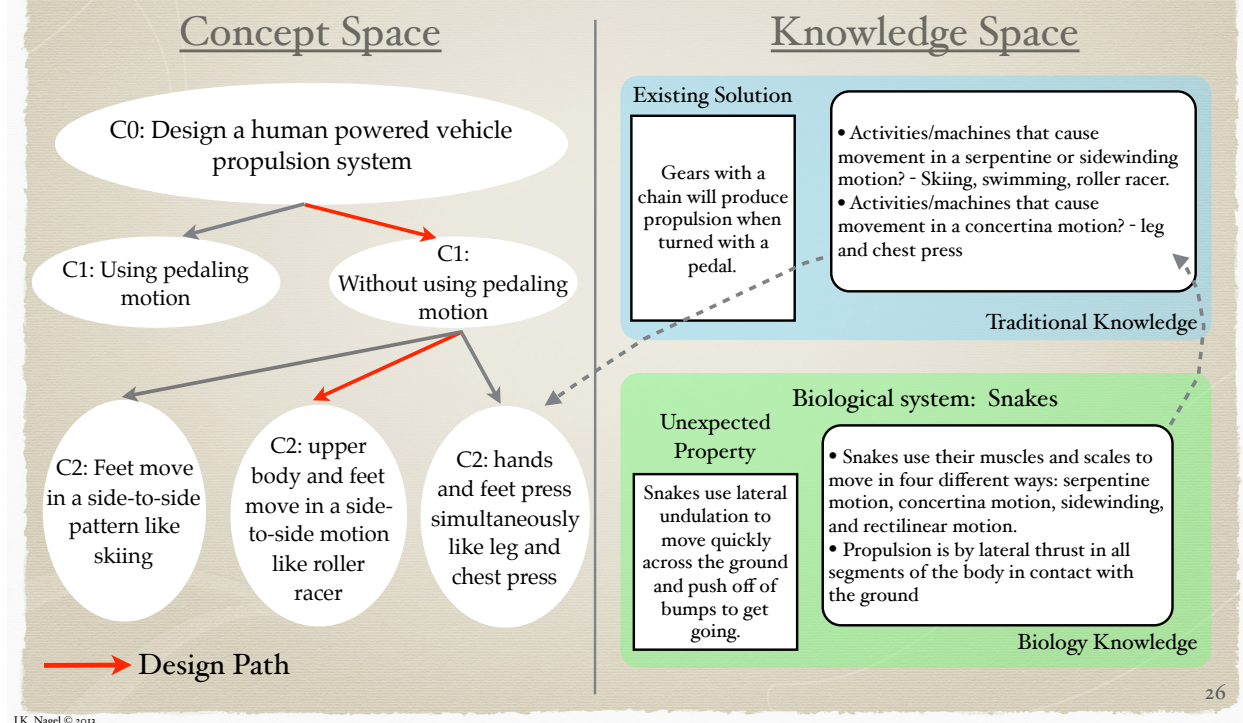 Concept Space
C0: Design a human powered vehicle
propulsion system
C1: Using pedaling
motion
C1:
Without using pedaling
motion
C2: Feet move
in a side-to-side
pattern like
skiing
C2: upper
body and feet
move in a side-
to-side motion
like roller
racer
C2: hands
and feet press
simultaneously
like leg and
chest press
Design Path
Knowledge Space
Existing Solution
Gears with a
chain will produce
propulsion when
turned with a
pedal.
• Activities/machines that cause
movement in a serpentine or sidewinding
motion? - Skiing, swimming, roller racer.
• Activities/machines that cause
movement in a concertina motion? - leg
and chest press
Traditional Knowledge
Biological system: Snakes
Unexpected
Property
Snakes use lateral
undulation to
move quickly
across the ground
and push off of
bumps to get
going.
• Snakes use their muscles and scales to
move in four different ways: serpentine
motion, concertina motion, sidewinding,
and rectilinear motion.
• Propulsion is by lateral thrust in all
segments of the body in contact with
the ground
Biology Knowledge
26
J.K. Nagel © 2013